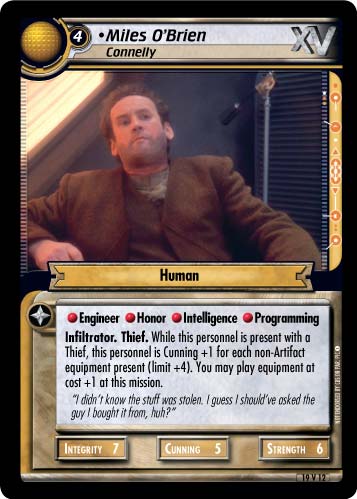 4
•Miles O'Brien
Connelly
XV
Human
Engineer Honor Intelligence Programming
Infiltrator. Thief. While this personnel is present with a
Thief, this personnel is Cunning +1 for each non-Artifact
equipment present (limit +4). You may play equipment at
cost +1 at this mission.
"I didn't know the stuff was stolen. I guess I should've asked the
guy I bought it from, huh?"
INTEGRITY 7
CUNNING 5
STRENGTH 6
19 V 12